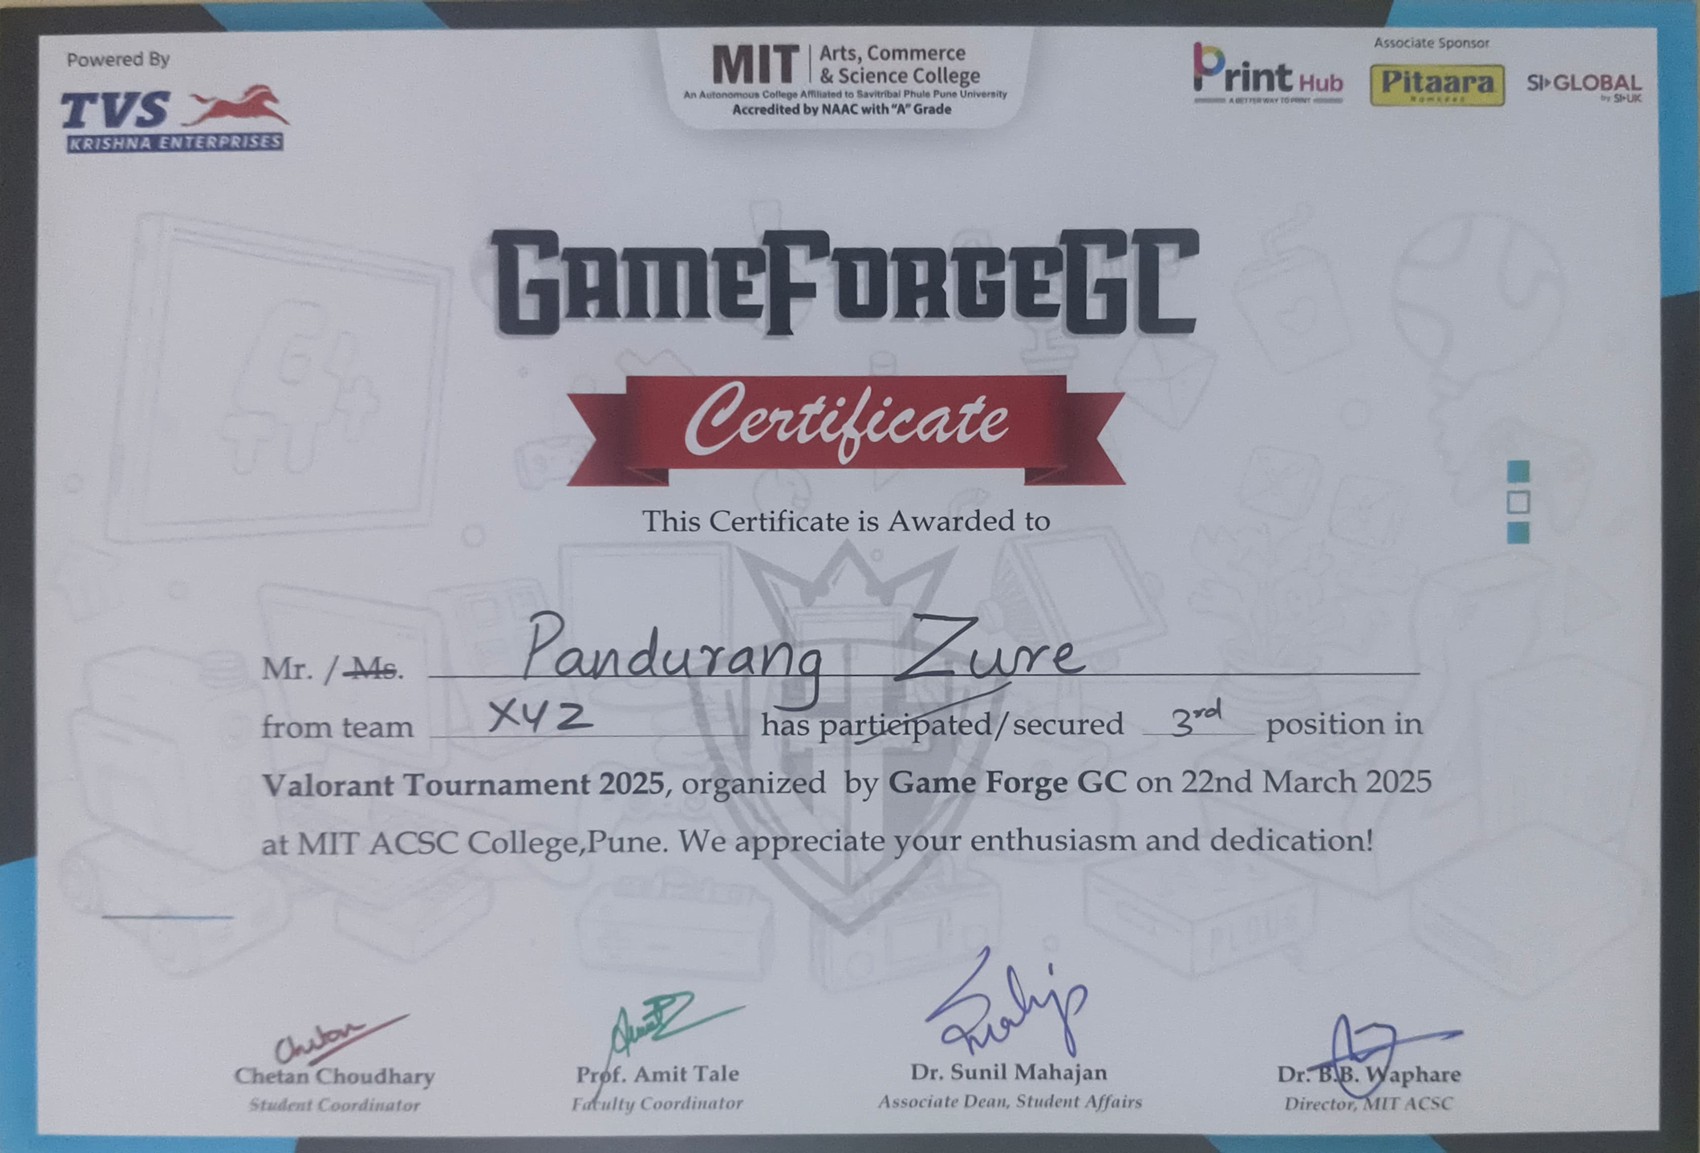 Powered By
TVS
KRISHNA ENTERPRISES
MIT
Arts, Commerce
& Science College
An Autonomous College Affiliated to Savitribai Phule Pune University
Accredited by NAAC with "A" Grade
Print Hub
A BETTER WAY TO PRINT
Associate Sponsor
Pitaara
SI GLOBAL
by SI-UK
GAMEFORGEGC
Certificate
This Certificate is Awarded to
Mr. / Ms. Pandurang Zure
from team XYZ has participated/secured 3rd position in
Valorant Tournament 2025, organized by Game Forge GC on 22nd March 2025
at MIT ACSC College,Pune. We appreciate your enthusiasm and dedication!
Chetan
Chetan Choudhary
Student Coordinator
Prof. Amit Tale
Faculty Coordinator
Dr. Sunil Mahajan
Associate Dean, Student Affairs
Dr. B.B. Waphare
Director, MIT ACSC